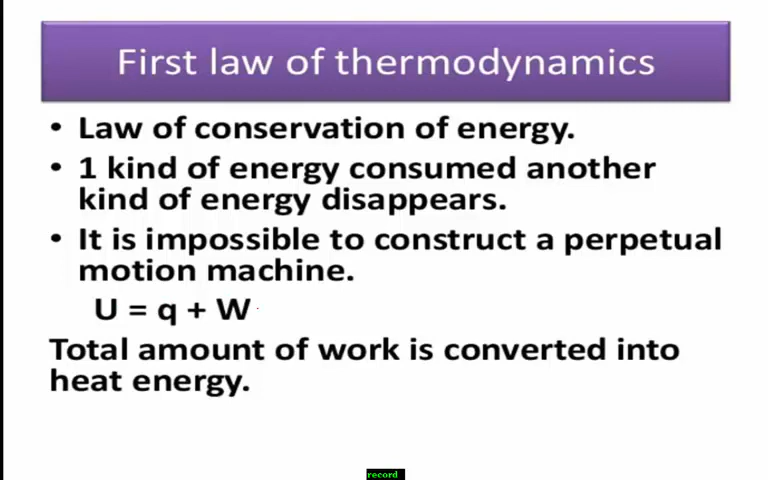 First law of thermodynamics
• Law of conservation of energy.
• 1 kind of energy consumed another
kind of energy disappears.
• It is impossible to construct a perpetual
motion machine.
U = q + W
Total amount of work is converted into
heat energy.
record